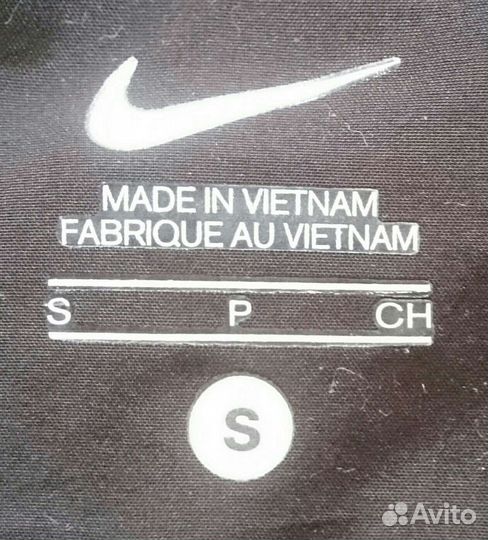 MADE IN VIETNAM
FABRIQUE AU VIETNAM
S P CH
S
Avito